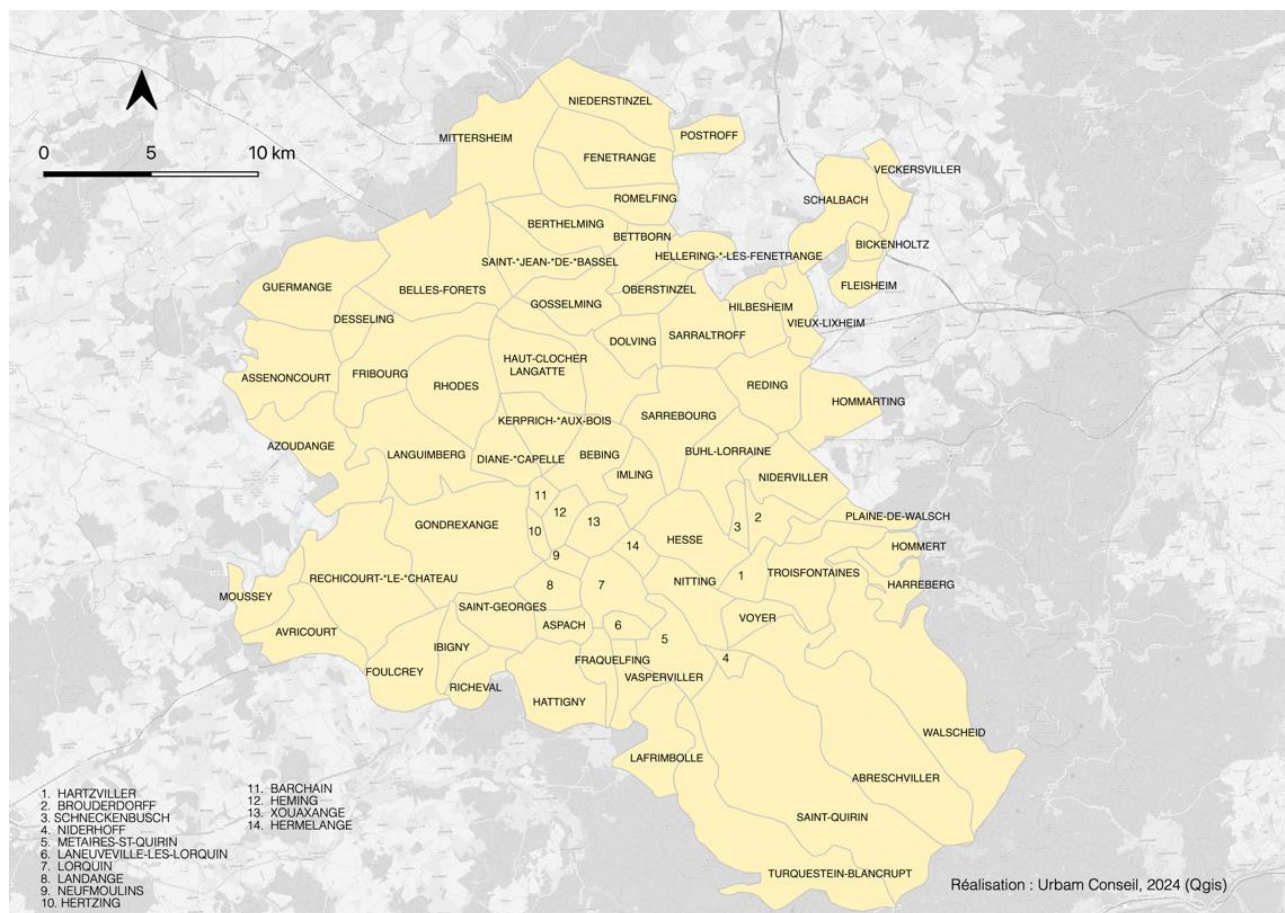 NIEDERSTINZEL
POSTROFF
MITTERSHEIM
FENETRANGE
VECKERSVILLER
0 5 10 km
ROMELFING
SCHALBACH
BERTHELMING
BETTBORN
BICKENHOLTZ
HELLERING-*-LES-FENETRANGE
SAINT-*JEAN-*DE-*BASSEL
GUERMANGE
BELLES-FORETS
OBERSTINZEL
FLEISHEIM
GOSSELMING
HILBESHEIM
DESSELING
VIEUX-LIXHEIM
DOLVING
SARRALTROFF
HAUT-CLOCHER
LANGATTE
ASSENONCOURT
FRIBOURG
RHODES
REDING
HOMMARTING
SARREBOURG
KERPRICH-*AUX-BOIS
AZOUDANGE
LANGUIMBERG
DIANE-*CAPELLE
BEBING
BUHL-LORRAINE
IMLING
NIDERVILLER
11
12
PLAINE-DE-WALSCH
GONDREXANGE
13
2
10
3
HESSE
14
HOMMERT
9
RECHICOURT-*LE-*CHATEAU
8
7
NITTING
1
TROISFONTAINES
HARREBERG
MOUSSEY
SAINT-GEORGES
VOYER
ASPACH
6
AVRICOURT
5
IBIGNY
FRAQUELFING
4
FOULCREY
VASPERVILLER
RICHEVAL
HATTIGNY
WALSCHEID
LAFRIMBOLLE
ABRESCHVILLER
SAINT-QUIRIN
TURQUESTEIN-BLANCRUPT
1. HARTZVILLER
2. BROUDERDORFF
3. SCHNECKENBUSCH
4. NIDERHOFF
5. METAIRES-ST-QUIRIN
6. LANEUVEVILLE-LES-LORQUIN
7. LORQUIN
8. LANDANGE
9. NEUFMOULINS
10. HERTZING
11. BARCHAIN
12. HEMING
13. XOUAXANGE
14. HERMELANGE
Réalisation : Urbam Conseil, 2024 (Qgis)